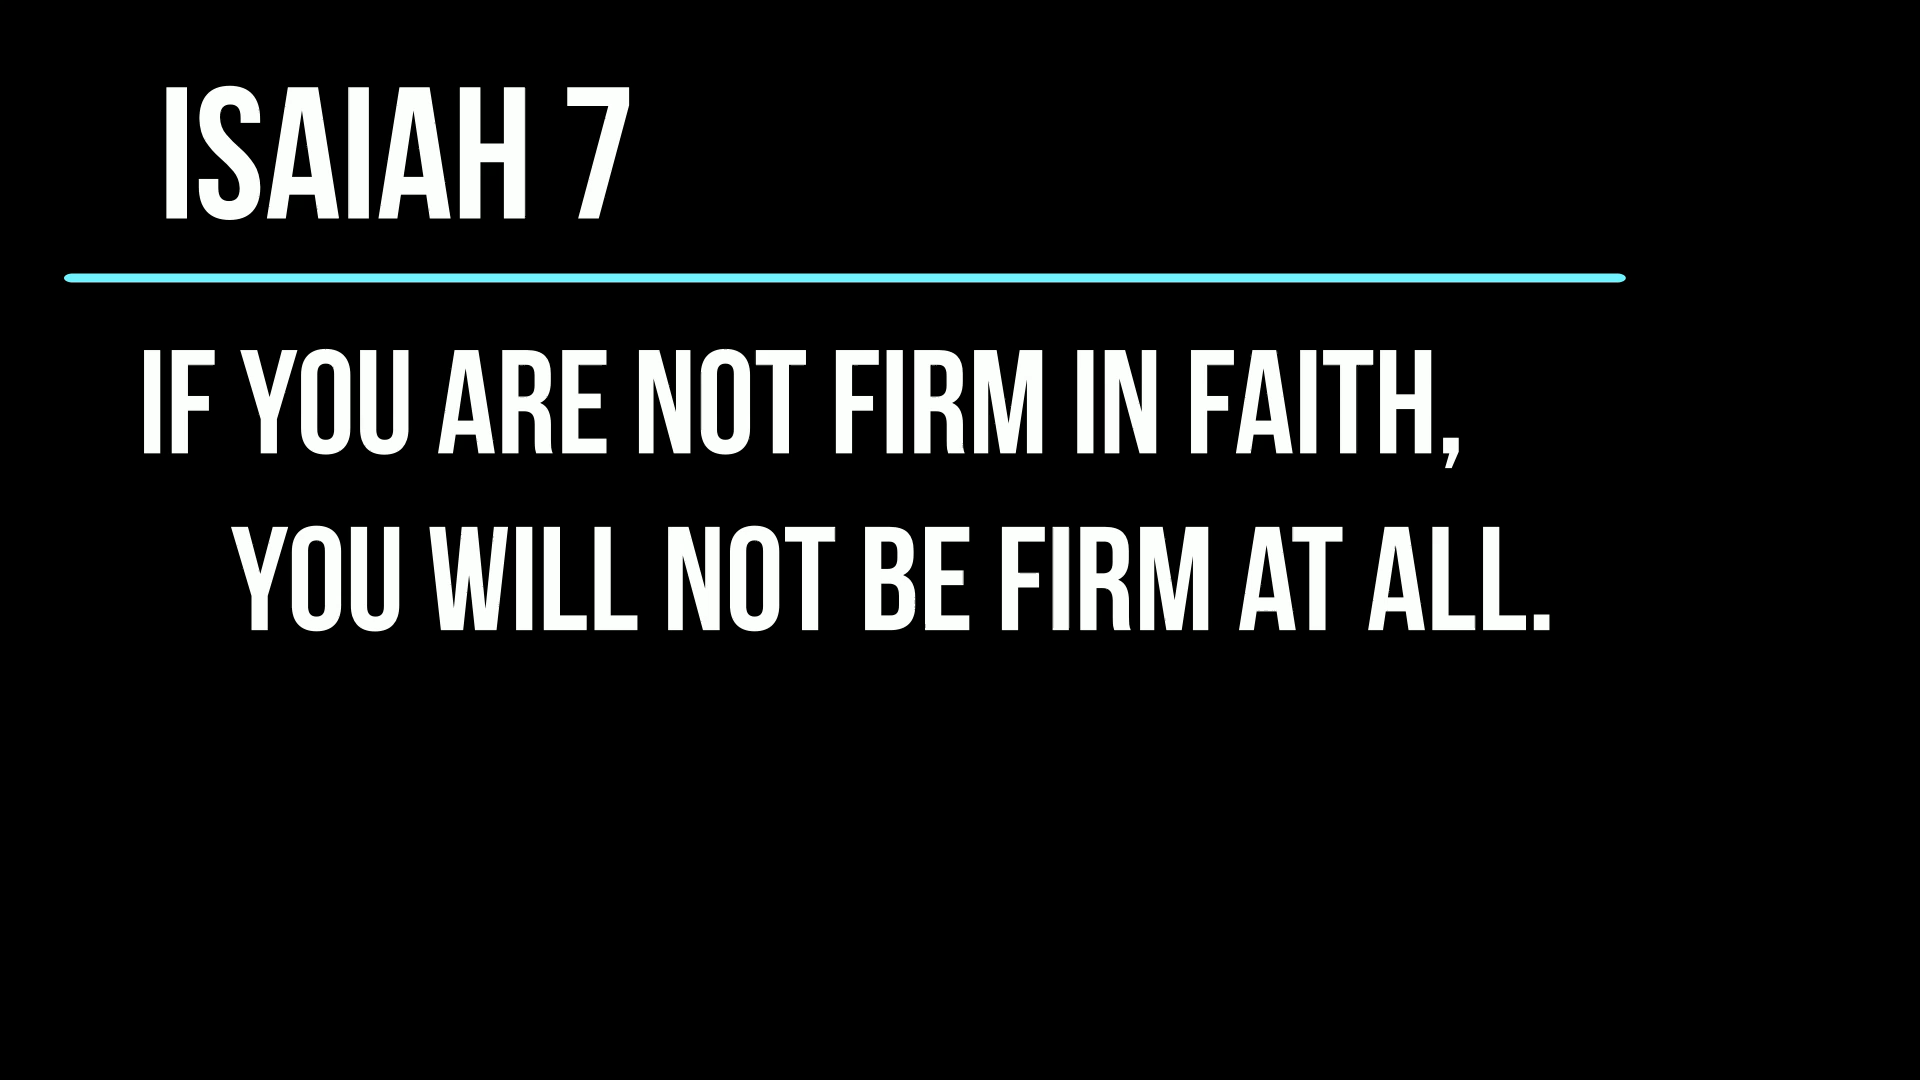 ISAIAH 7
IF YOU ARE NOT FIRM IN FAITH,
YOU WILL NOT BE FIRM AT ALL.